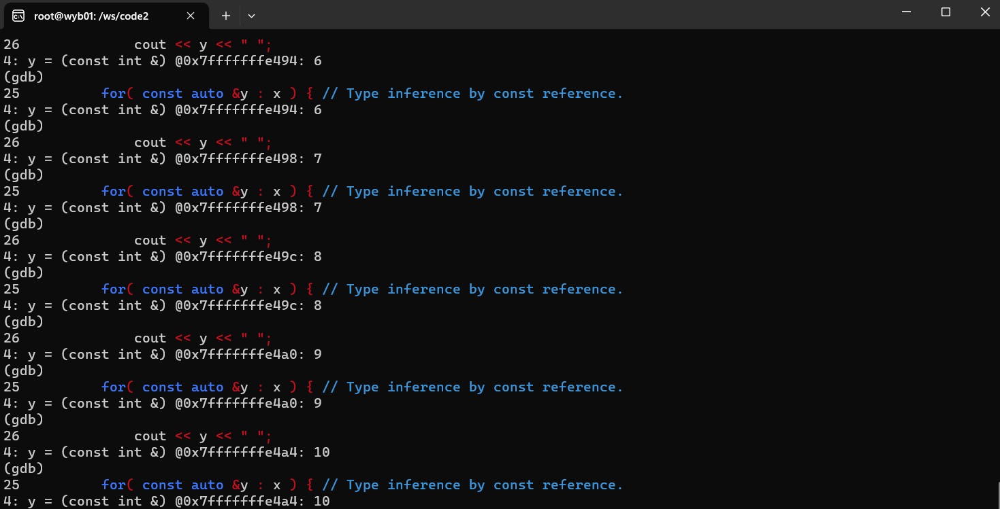 root@wyb01: /ws/code2
26              cout << y << " ";
4: y = (const int &) @0x7fffffffe494: 6
(gdb)
25          for( const auto &y : x ) { // Type inference by const reference.
4: y = (const int &) @0x7fffffffe494: 6
(gdb)
26              cout << y << " ";
4: y = (const int &) @0x7fffffffe498: 7
(gdb)
25          for( const auto &y : x ) { // Type inference by const reference.
4: y = (const int &) @0x7fffffffe498: 7
(gdb)
26              cout << y << " ";
4: y = (const int &) @0x7fffffffe49c: 8
(gdb)
25          for( const auto &y : x ) { // Type inference by const reference.
4: y = (const int &) @0x7fffffffe49c: 8
(gdb)
26              cout << y << " ";
4: y = (const int &) @0x7fffffffe4a0: 9
(gdb)
25          for( const auto &y : x ) { // Type inference by const reference.
4: y = (const int &) @0x7fffffffe4a0: 9
(gdb)
26              cout << y << " ";
4: y = (const int &) @0x7fffffffe4a4: 10
(gdb)
25          for( const auto &y : x ) { // Type inference by const reference.
4: y = (const int &) @0x7fffffffe4a4: 10